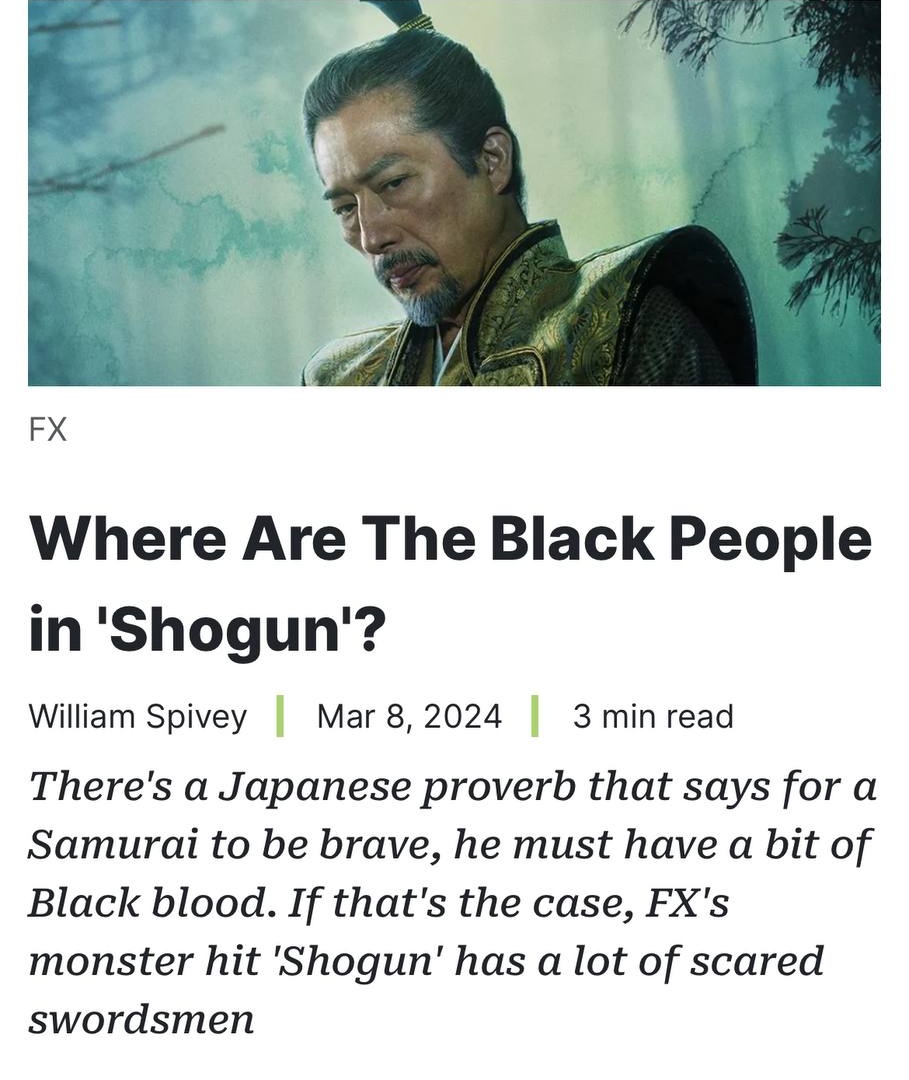 FX
Where Are The Black People
in 'Shogun'?
William Spivey | Mar 8, 2024 | 3 min read
There's a Japanese proverb that says for a
Samurai to be brave, he must have a bit of
Black blood. If that's the case, FX's
monster hit 'Shogun' has a lot of scared
swordsmen